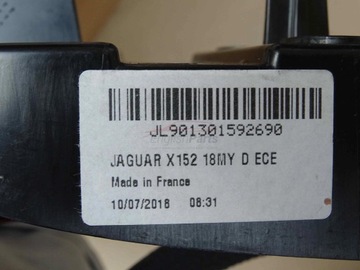 JL901301592690
JAGUAR X152 18MY D ECE
Made in France
10/07/2018 08:31